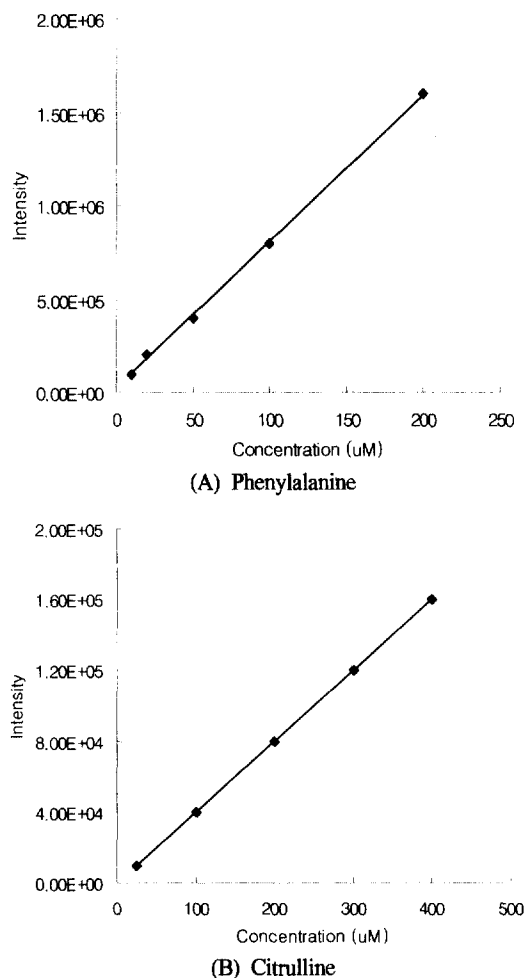 2.00E+06
1.50E+06
1.00E+06
5.00E+05
0.00E+00
Intensity
0 50 100 150 200 250
Concentration (uM)
(A) Phenylalanine
2.00E+05
1.60E+05
1.20E+05
8.00E+04
4.00E+04
0.00E+00
Intensity
0 100 200 300 400 500
Concentration (uM)
(B) Citrulline